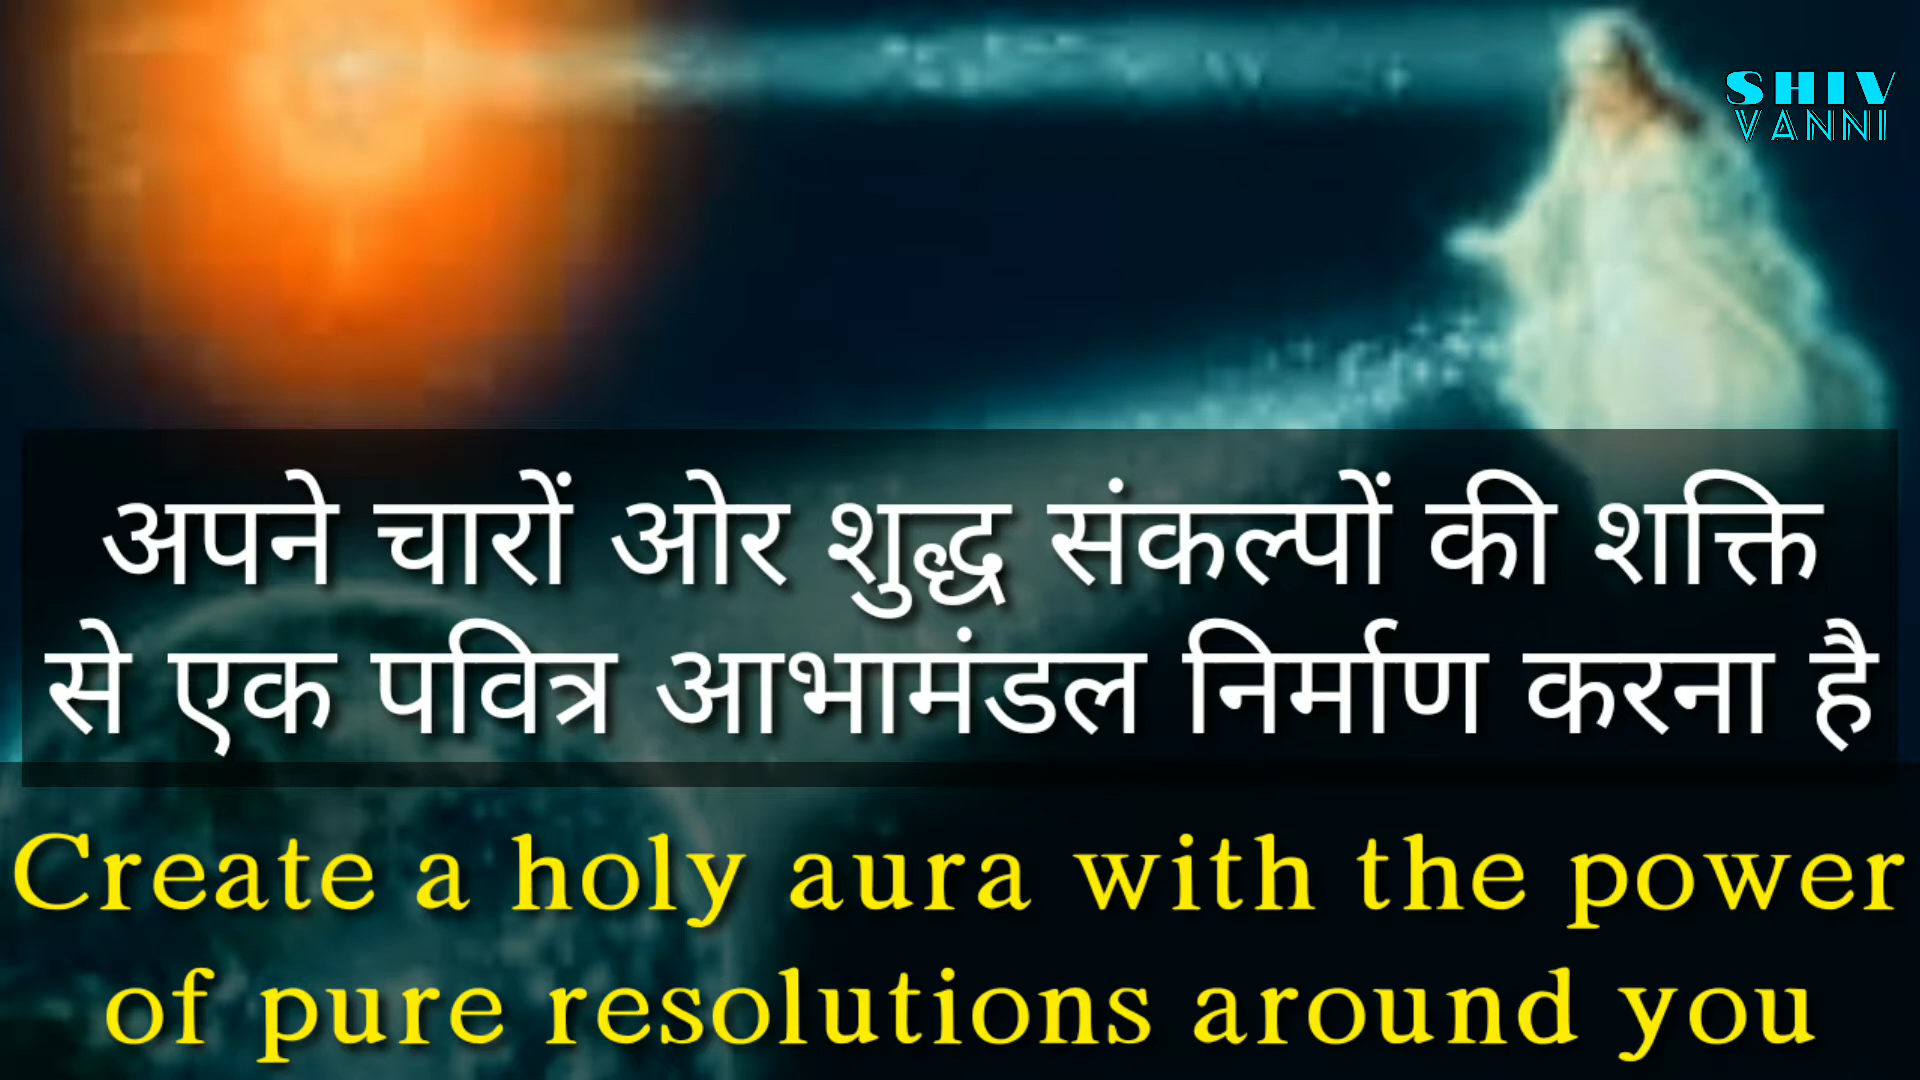 SHIV
VANNI
अपने चारों ओर शुद्ध संकल्पों की शक्ति
से एक पवित्र आभामंडल निर्माण करना है
Create a holy aura with the power
of pure resolutions around you